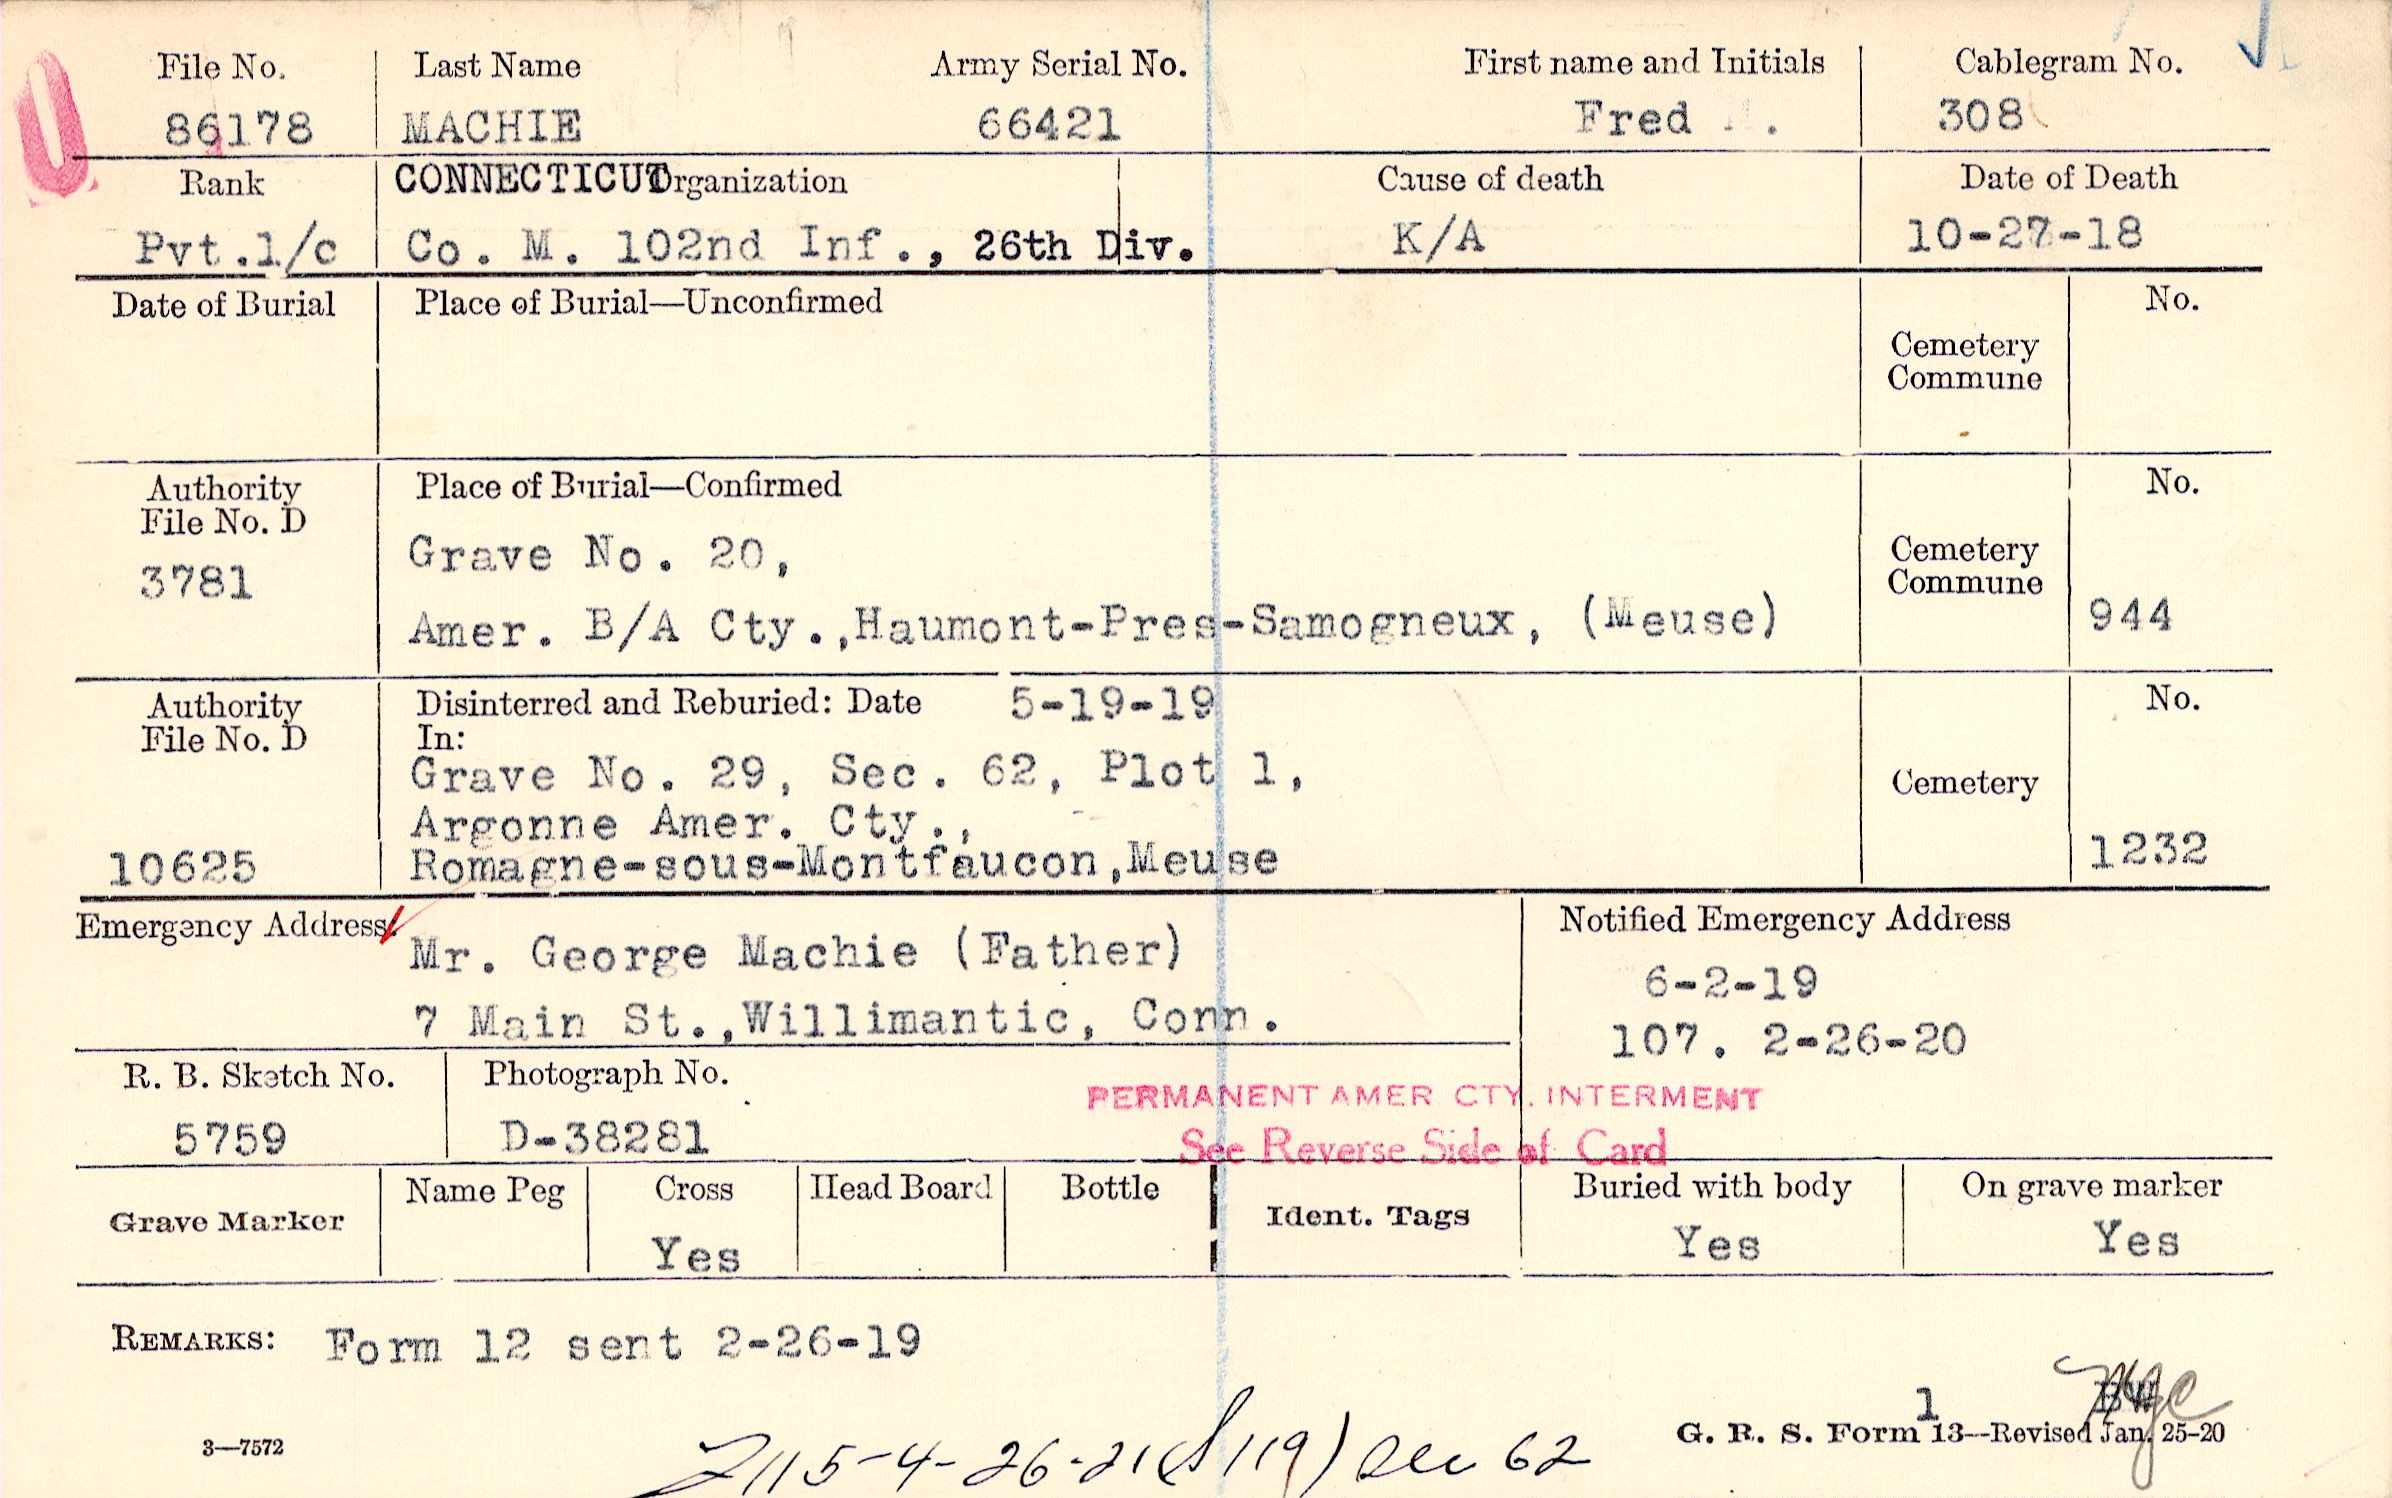 File No. Last Name Army Serial No. First name and Initials Cablegram No.
86178 MACHIE 66421 Fred . 308
Rank CONNECTICUT Organization Cause of death Date of Death
Pvt.1/c Co. M. 102nd Inf., 26th Div. K/A 10-27-18
Date of Burial Place of Burial—Unconfirmed No.
Cemetery
Commune
Authority Place of Burial—Confirmed No.
File No. D
3781 Grave No. 20, Cemetery
Commune
Amer. B/A Cty.,Haumont-Pres-Samogneux, (Meuse) 944
Authority Disinterred and Reburied: Date 5-19-19 No.
File No. D In:
Grave No. 29, Sec. 62, Plot 1, Cemetery
Argonne Amer. Cty.,
10625 Romagne-sous-Montfaucon,Meuse 1232
Emergency Address: Notified Emergency Address
Mr. George Machie (Father) 6-2-19
7 Main St.,Willimantic, Conn. 107. 2-26-20
R. B. Sketch No. Photograph No.
PERMANENT AMER CTY. INTERMENT
5759 D-38281 See Reverse Side of Card
Grave Marker Name Peg Cross Head Board Bottle Ident. Tags Buried with body On grave marker
Yes Yes Yes
REMARKS: Form 12 sent 2-26-19
1
3—7572 G. R. S. Form 13—Revised Jan. 25-20
115-4-26-21 119) Sec 62